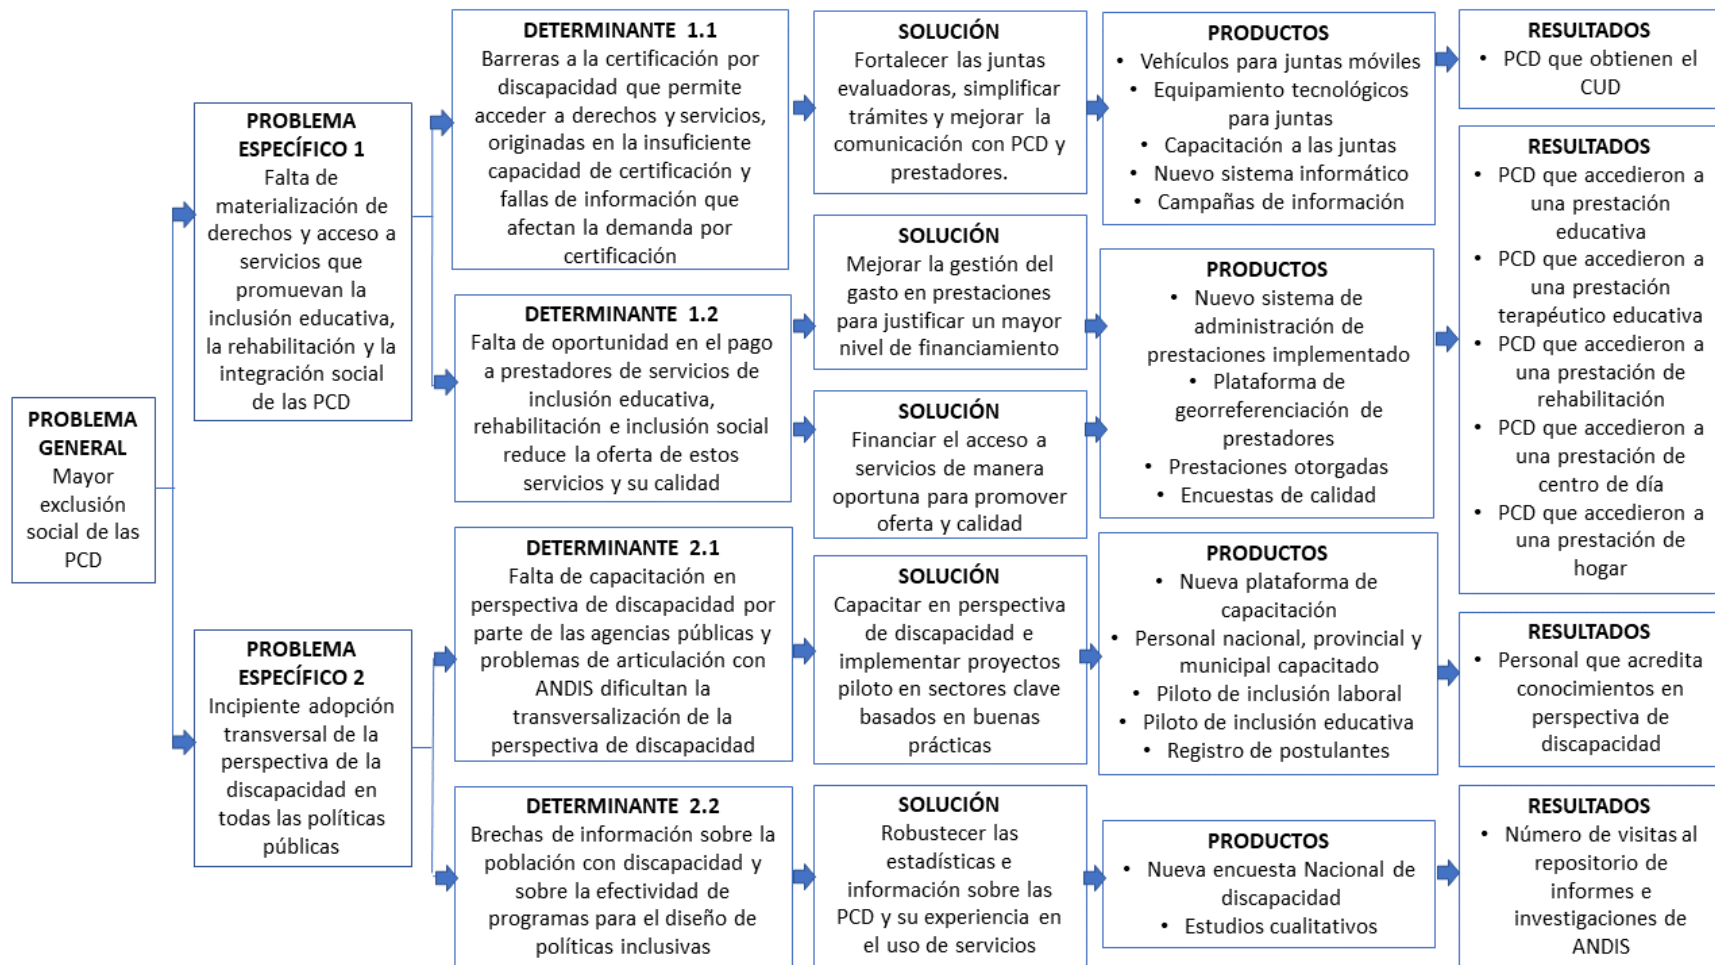 PROBLEMA
GENERAL
Mayor
exclusión
social de las
PCD
PROBLEMA
ESPECÍFICO 1
Falta de
materialización de
derechos y acceso a
servicios que
promuevan la
inclusión educativa,
la rehabilitación y la
integración social
de las PCD
PROBLEMA
ESPECÍFICO 2
Incipiente adopción
transversal de la
perspectiva de la
discapacidad en
todas las políticas
públicas
DETERMINANTE 1.1
Barreras a la certificación por
discapacidad que permite
acceder a derechos y servicios,
originadas en la insuficiente
capacidad de certificación y
fallas de información que
afectan la demanda por
certificación
DETERMINANTE 1.2
Falta de oportunidad en el pago
a prestadores de servicios de
inclusión educativa,
rehabilitación e inclusión social
reduce la oferta de estos
servicios y su calidad
DETERMINANTE 2.1
Falta de capacitación en
perspectiva de discapacidad por
parte de las agencias públicas y
problemas de articulación con
ANDIS dificultan la
transversalización de la
perspectiva de discapacidad
DETERMINANTE 2.2
Brechas de información sobre la
población con discapacidad y
sobre la efectividad de
programas para el diseño de
políticas inclusivas
SOLUCIÓN
Fortalecer las juntas
evaluadoras, simplificar
trámites y mejorar la
comunicación con PCD y
prestadores.
SOLUCIÓN
Mejorar la gestión del
gasto en prestaciones
para justificar un mayor
nivel de financiamiento
SOLUCIÓN
Financiar el acceso a
servicios de manera
oportuna para promover
oferta y calidad
SOLUCIÓN
Capacitar en perspectiva
de discapacidad e
implementar proyectos
piloto en sectores clave
basados en buenas
prácticas
SOLUCIÓN
Robustecer las
estadísticas e
información sobre las
PCD y su experiencia en
el uso de servicios
PRODUCTOS
• Vehículos para juntas móviles
• Equipamiento tecnológicos
para juntas
• Capacitación a las juntas
• Nuevo sistema informático
• Campañas de información
PRODUCTOS
• Nuevo sistema de
administración de
prestaciones implementado
• Plataforma de
georreferenciación de
prestadores
• Prestaciones otorgadas
• Encuestas de calidad
PRODUCTOS
• Nueva plataforma de
capacitación
• Personal nacional, provincial y
municipal capacitado
• Piloto de inclusión laboral
• Piloto de inclusión educativa
• Registro de postulantes
PRODUCTOS
• Nueva encuesta Nacional de
discapacidad
• Estudios cualitativos
RESULTADOS
• PCD que obtienen el
CUD
RESULTADOS
• PCD que accedieron a
una prestación
educativa
• PCD que accedieron a
una prestación
terapéutico educativa
• PCD que accedieron a
una prestación de
rehabilitación
• PCD que accedieron a
una prestación de
centro de día
• PCD que accedieron a
una prestación de
hogar
RESULTADOS
• Personal que acredita
conocimientos en
perspectiva de
discapacidad
RESULTADOS
• Número de visitas al
repositorio de
informes e
investigaciones de
ANDIS